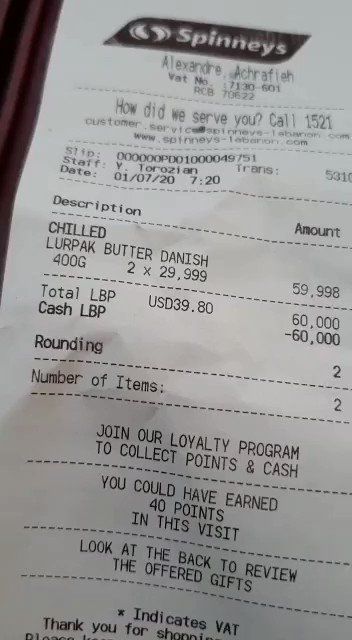 Spinneys
Alexandre, Achrafieh
Vat No. 17130-601
RCB 70622
How did we serve you? Call 1521
customer.service@spinneys-lebanon.com
www.spinneys-lebanon.com
Slip: 000000PD01000049751
Staff: Y. Torozian Trans: 5310
Date: 01/07/20 7:20
Description Amount
CHILLED
LURPAK BUTTER DANISH
400G 2 x 29,999 59,998
Total LBP USD39.80 60,000
Cash LBP -60,000
Rounding 2
Number of Items: 2
JOIN OUR LOYALTY PROGRAM
TO COLLECT POINTS & CASH
YOU COULD HAVE EARNED
40 POINTS
IN THIS VISIT
LOOK AT THE BACK TO REVIEW
THE OFFERED GIFTS
* Indicates VAT
Thank you for shopping
Please